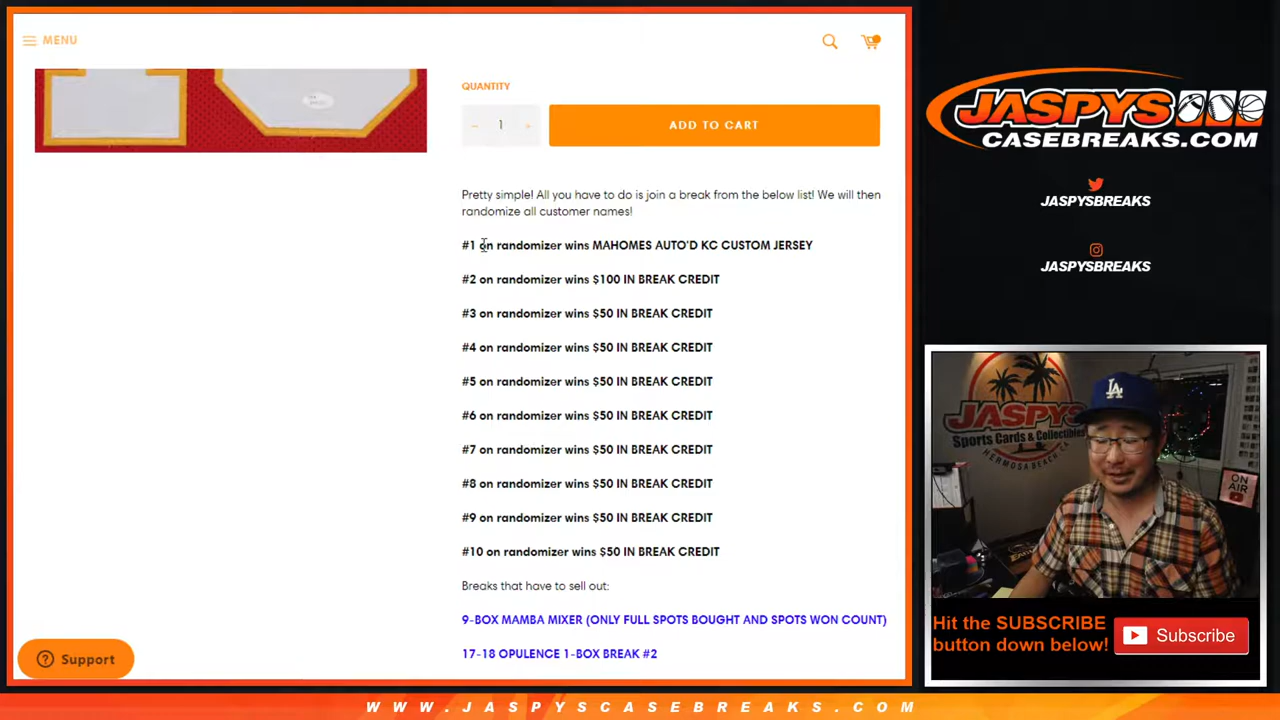 MENU
QUANTITY
- 1 +
ADD TO CART
Pretty simple! All you have to do is join a break from the below list! We will then
randomize all customer names!
#1 on randomizer wins MAHOMES AUTO'D KC CUSTOM JERSEY
#2 on randomizer wins $100 IN BREAK CREDIT
#3 on randomizer wins $50 IN BREAK CREDIT
#4 on randomizer wins $50 IN BREAK CREDIT
#5 on randomizer wins $50 IN BREAK CREDIT
#6 on randomizer wins $50 IN BREAK CREDIT
#7 on randomizer wins $50 IN BREAK CREDIT
#8 on randomizer wins $50 IN BREAK CREDIT
#9 on randomizer wins $50 IN BREAK CREDIT
#10 on randomizer wins $50 IN BREAK CREDIT
Breaks that have to sell out:
9-BOX MAMBA MIXER (ONLY FULL SPOTS BOUGHT AND SPOTS WON COUNT)
17-18 OPULENCE 1-BOX BREAK #2
Support
JASPYS
CASEBREAKS.COM
JASPYSBREAKS
JASPYSBREAKS
JASPYS
Sports Cards & Collectibles
HERMOSA BEACH, CA
LA
ON AIR
Hit the SUBSCRIBE
button down below!
Subscribe
WWW.JASPYSCASEBREAKS.COM